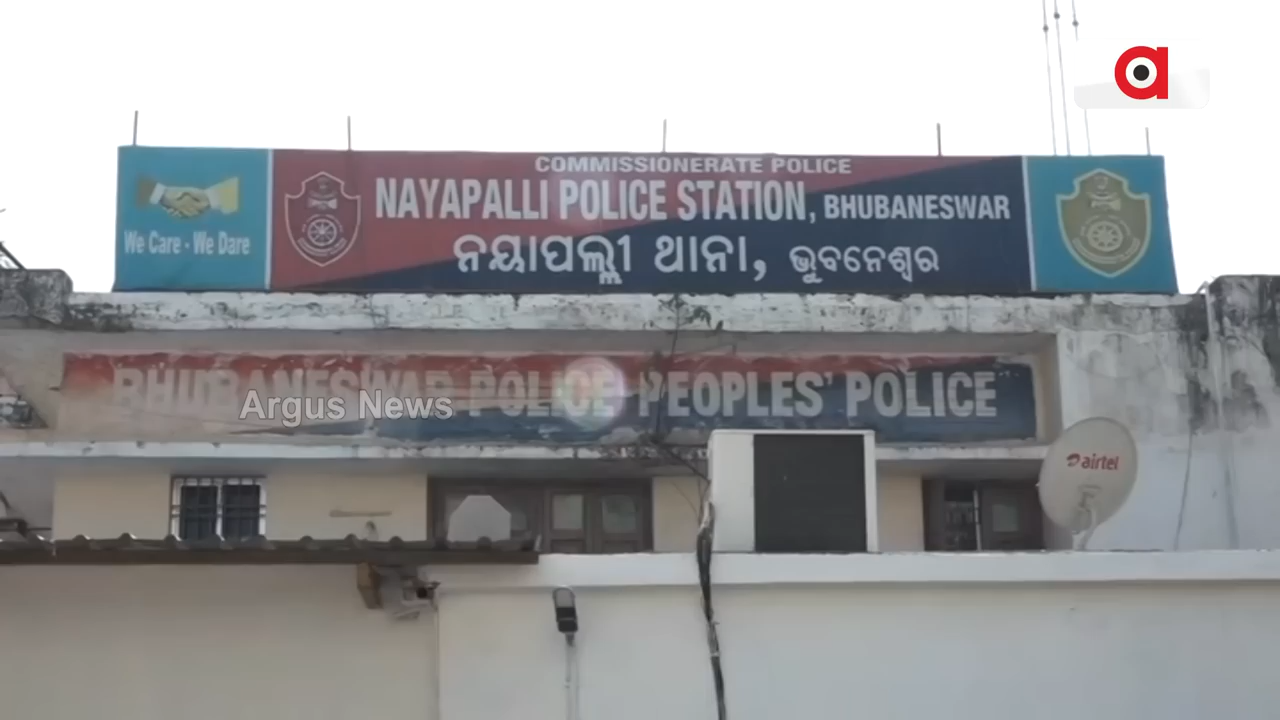 COMMISSIONERATE POLICE
NAYAPALLI POLICE STATION, BHUBANESWAR
ନୟାପଲ୍ଲୀ ଥାନା, ଭୁବନେଶ୍ୱର
We Care - We Dare
BHUBANESWAR POLICE PEOPLES' POLICE
Argus News
airtel